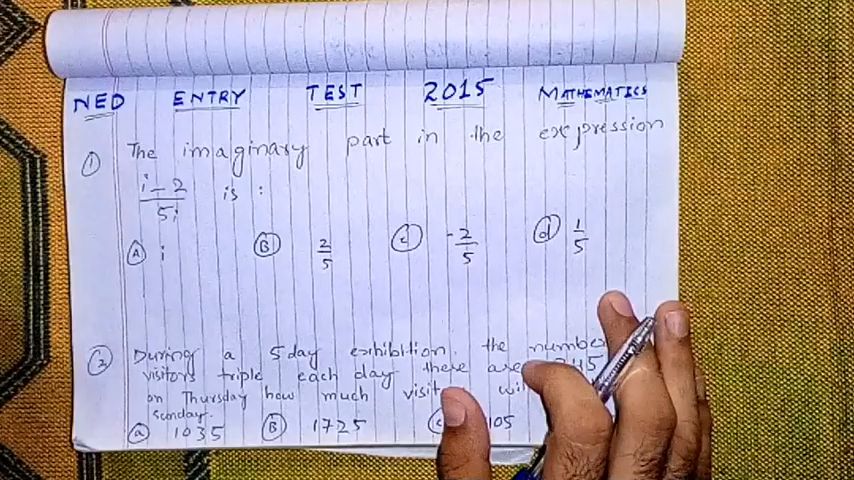 NED ENTRY TEST 2015 MATHEMATICS
① The imaginary part in the expression
i-2/5i is :
Ⓐ i Ⓑ 2/5 Ⓒ -2/5 ⓓ 1/5
② During a 5 day exhibition. the number
visitors triple each day there are 345
on Thursday how much visitors
sunday.
ⓐ 1035 Ⓑ 1725 ⓒ 105